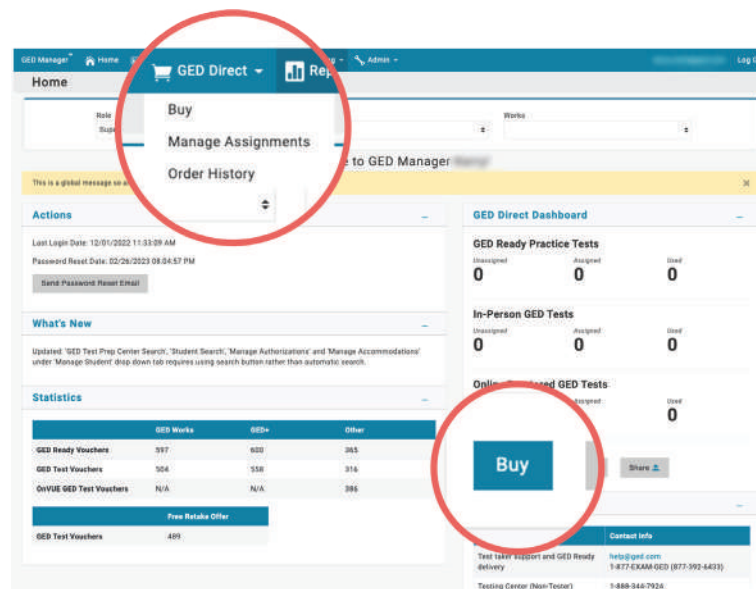 GED Manager Home Admin Log
Home
GED Direct
Buy
Manage Assignments
Order History
Role
Works
to GED Manager
This is a global message
Actions
Last Login Date: 12/01/2022 11:33:09 AM
Password Reset Date: 02/26/2023 08:04:57 PM
Send Password Reset Email
What's New
Updated: 'GED Test Prep Center Search', 'Student Search', 'Manage Authorizations' and 'Manage Accommodations'
under 'Manage Student' drop down tab requires using search button rather than automatic search.
Statistics
GED Works GED+ Other
GED Ready Vouchers 597 600 365
GED Test Vouchers 504 558 316
OnVUE GED Test Vouchers N/A N/A 386
Free Retake Offer
GED Test Vouchers 489
GED Direct Dashboard
GED Ready Practice Tests
Unassigned Assigned Used
0 0 0
In-Person GED Tests
Unassigned Assigned Used
0 0 0
GED Tests
Used
0
Buy
Share
Contact Info
Test taker support and GED Ready help@ged.com
delivery 1-877-EXAM-GED (877-392-6433)
Testing Center (Non-Tester) 1-888-344-7924